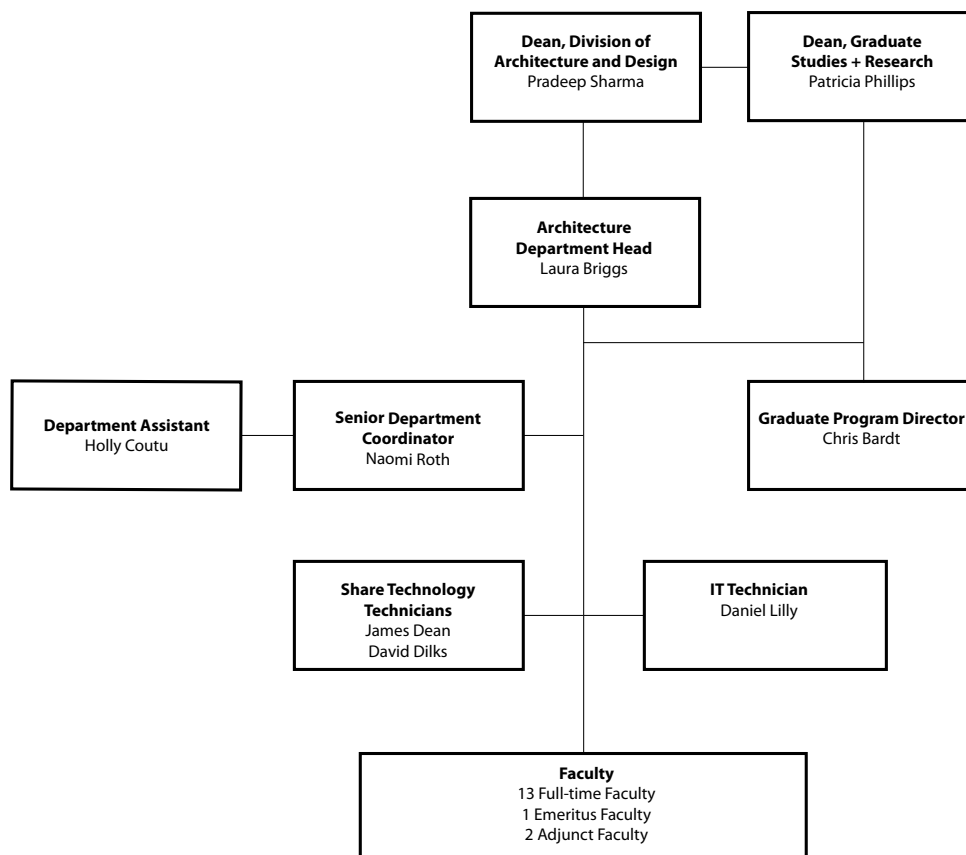 Dean, Division of
Architecture and Design
Pradeep Sharma
Dean, Graduate
Studies + Research
Patricia Phillips
Architecture
Department Head
Laura Briggs
Department Assistant
Holly Coutu
Senior Department
Coordinator
Naomi Roth
Graduate Program Director
Chris Bardt
Share Technology
Technicians
James Dean
David Dilks
IT Technician
Daniel Lilly
Faculty
13 Full-time Faculty
1 Emeritus Faculty
2 Adjunct Faculty